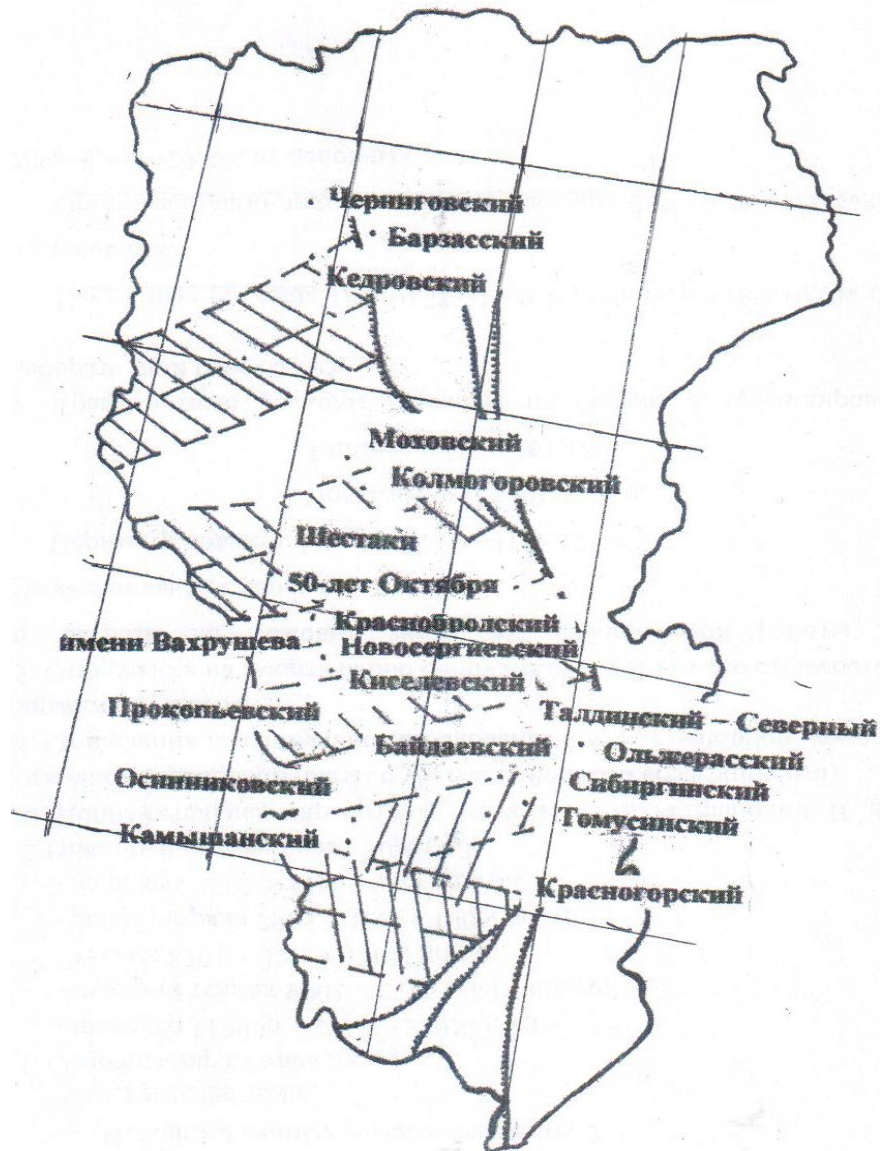 Черниговский
Барзасский
Кедровский
Моховский
Колмогоровский
Шестаки
50-лет Октября
Краснобродский
имени Вахрушева
Новосергиевский
Киселевский
Прокопьевский
Талдинский – Северный
Байдаевский
Ольжерасский
Осинниковский
Сибиргинский
Томусинский
Камышанский
Красногорский